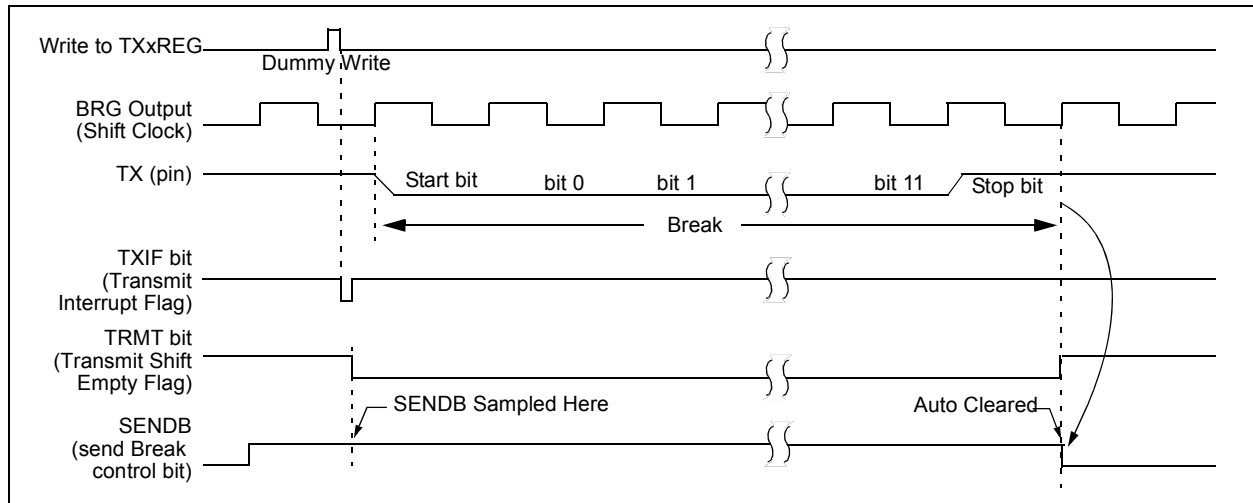 Write to TXxREG
Dummy Write
BRG Output
(Shift Clock)
TX (pin)
Start bit
bit 0
bit 1
bit 11
Stop bit
Break
TXIF bit
(Transmit
Interrupt Flag)
TRMT bit
(Transmit Shift
Empty Flag)
SENDB Sampled Here
Auto Cleared
SENDB
(send Break
control bit)